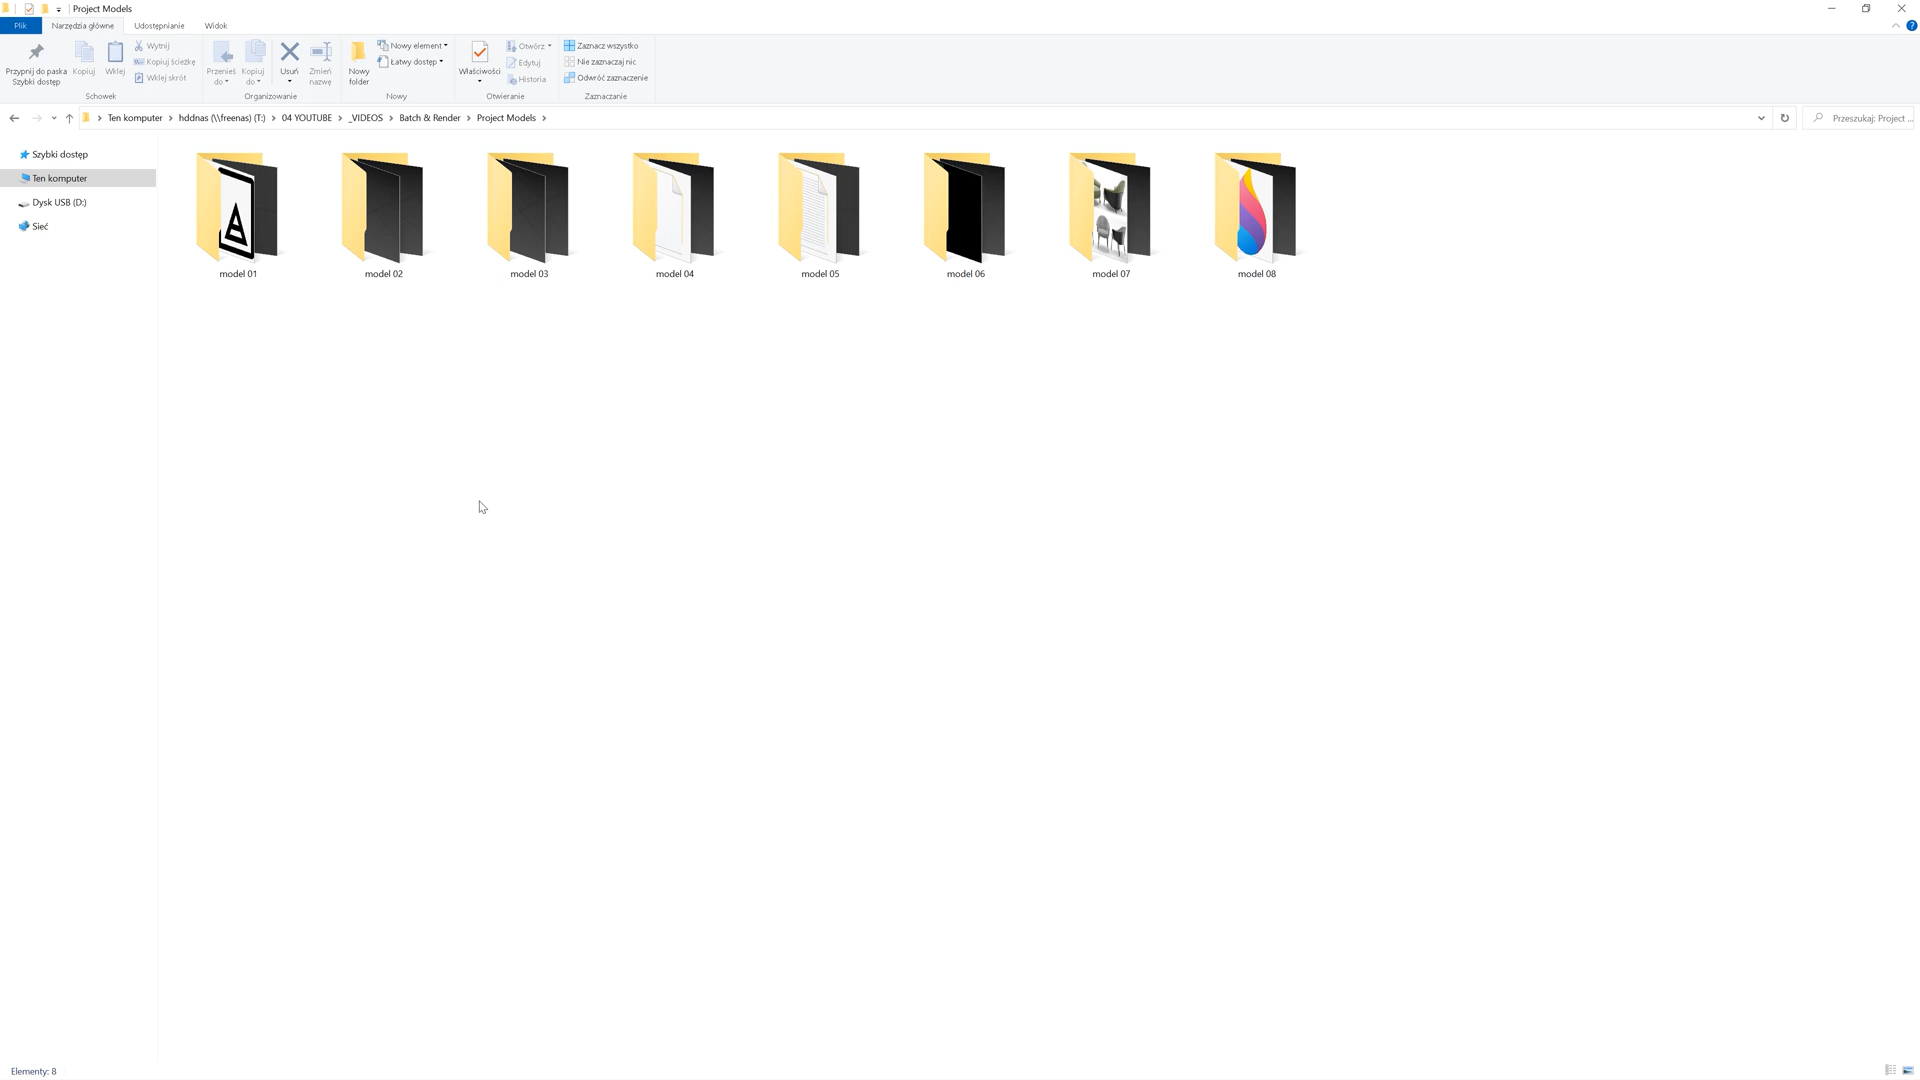 Project Models
Plik Narzędzia główne Udostępnianie Widok
Przypnij do paska Szybki dostęp
Kopiuj
Wklej
Wytnij
Kopiuj ścieżkę
Wklej skrót
Schowek
Przenieś do
Kopiuj do
Usuń
Zmień nazwę
Organizowanie
Nowy folder
Nowy element
Łatwy dostęp
Nowy
Właściwości
Otwórz
Edytuj
Historia
Otwieranie
Zaznacz wszystko
Nie zaznaczaj nic
Odwróć zaznaczenie
Zaznaczanie
Ten komputer > hddnas (\\freenas) (T:) > 04 YOUTUBE > _VIDEOS > Batch & Render > Project Models >
Przeszukaj: Project ...
Szybki dostęp
Ten komputer
Dysk USB (D:)
Sieć
model 01 model 02 model 03 model 04 model 05 model 06 model 07 model 08
Elementy: 8